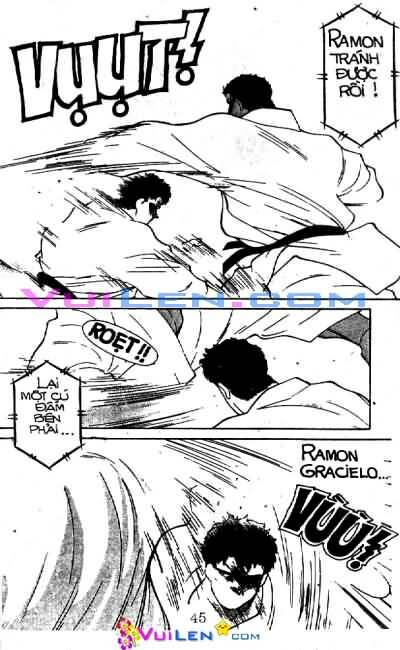 VỤỤT!
RAMON
TRÁNH
ĐƯỢC
RỒI!
VuiLen.com
ROẸT!!
LẠI
MỘT CÚ
ĐẤM
BÊN
PHẢI...
RAMON
GRACIELO...
VÙÙ!
45
VuiLen.com